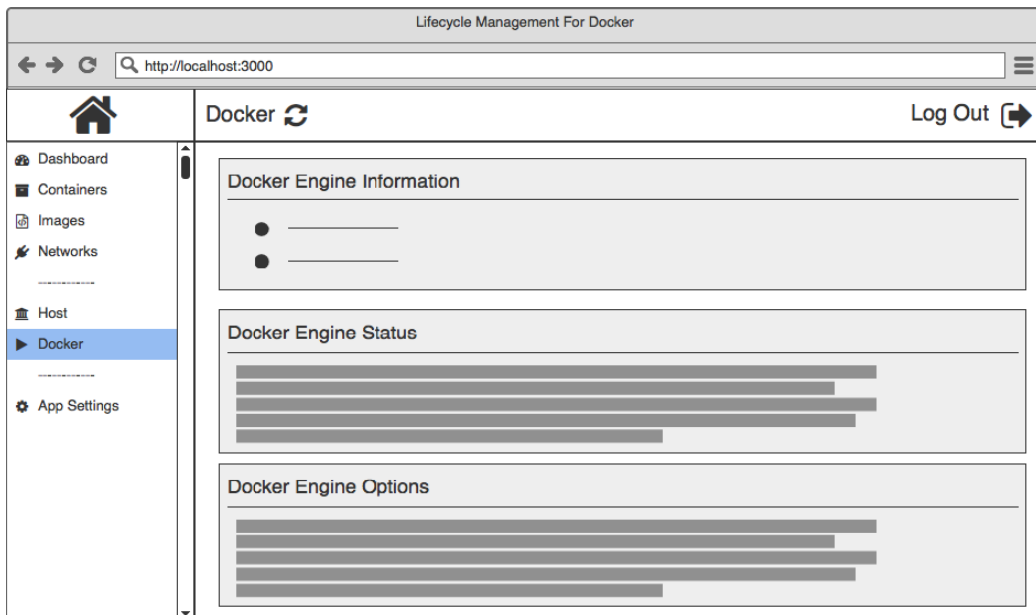 Lifecycle Management For Docker
http://localhost:3000
Docker
Log Out
Dashboard
Containers
Images
Networks
------------
Host
Docker
------------
App Settings
Docker Engine Information
Docker Engine Status
Docker Engine Options